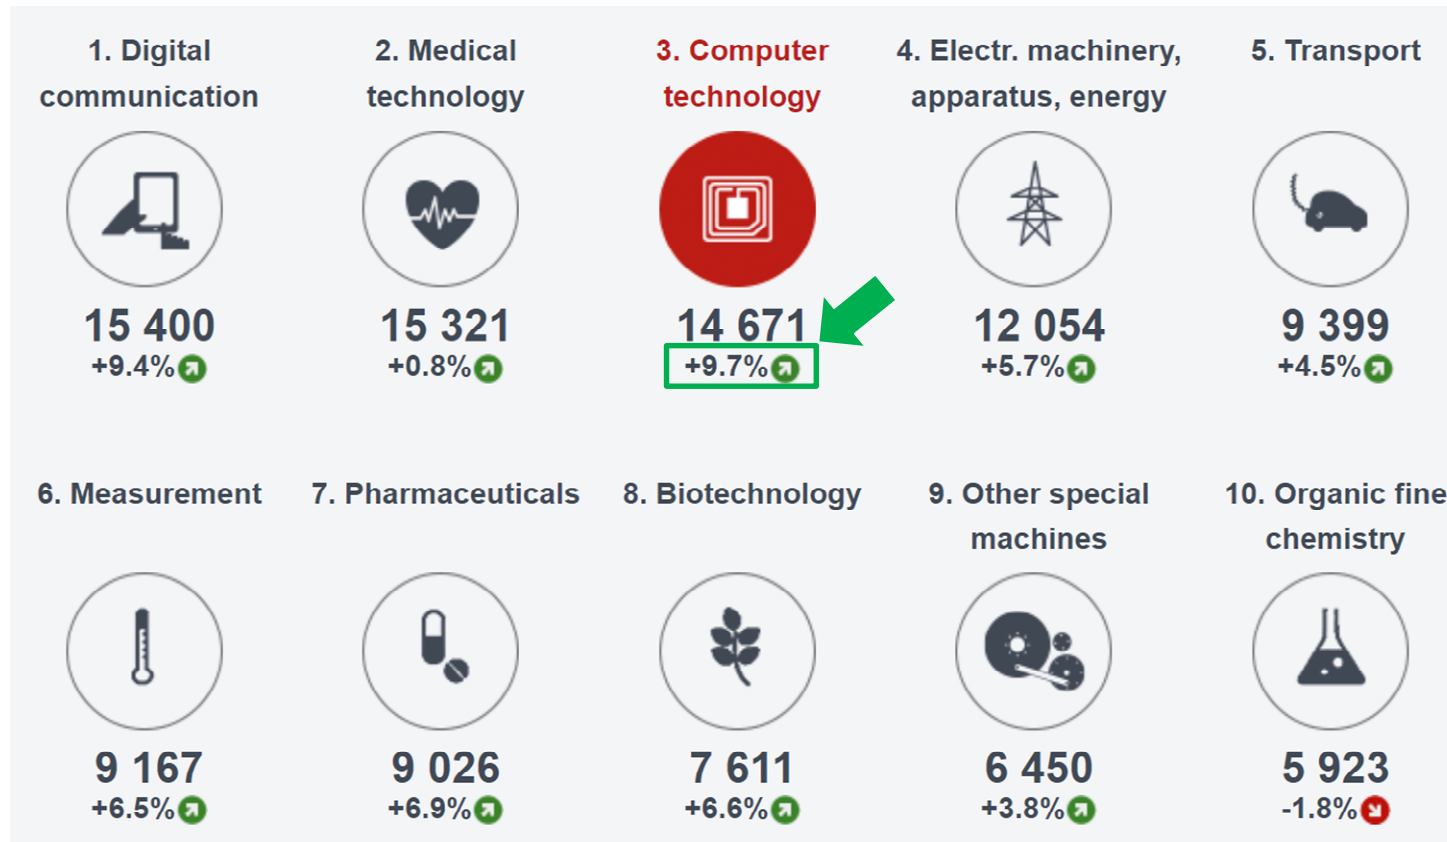 1. Digital
communication
15 400
+9.4%
2. Medical
technology
15 321
+0.8%
3. Computer
technology
14 671
+9.7%
4. Electr. machinery,
apparatus, energy
12 054
+5.7%
5. Transport
9 399
+4.5%
6. Measurement
9 167
+6.5%
7. Pharmaceuticals
9 026
+6.9%
8. Biotechnology
7 611
+6.6%
9. Other special
machines
6 450
+3.8%
10. Organic fine
chemistry
5 923
-1.8%